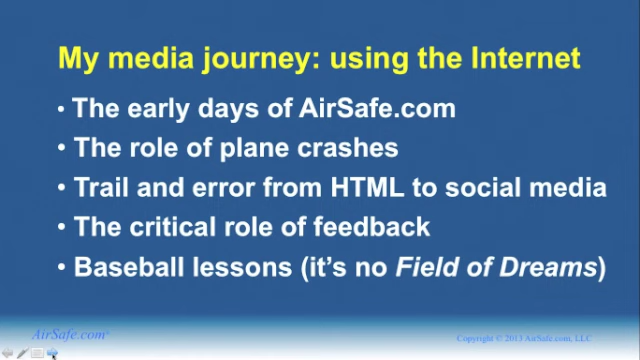 My media journey: using the Internet
• The early days of AirSafe.com
• The role of plane crashes
• Trail and error from HTML to social media
• The critical role of feedback
• Baseball lessons (it’s no Field of Dreams)
AirSafe.com
Copyright © 2013 AirSafe.com, LLC